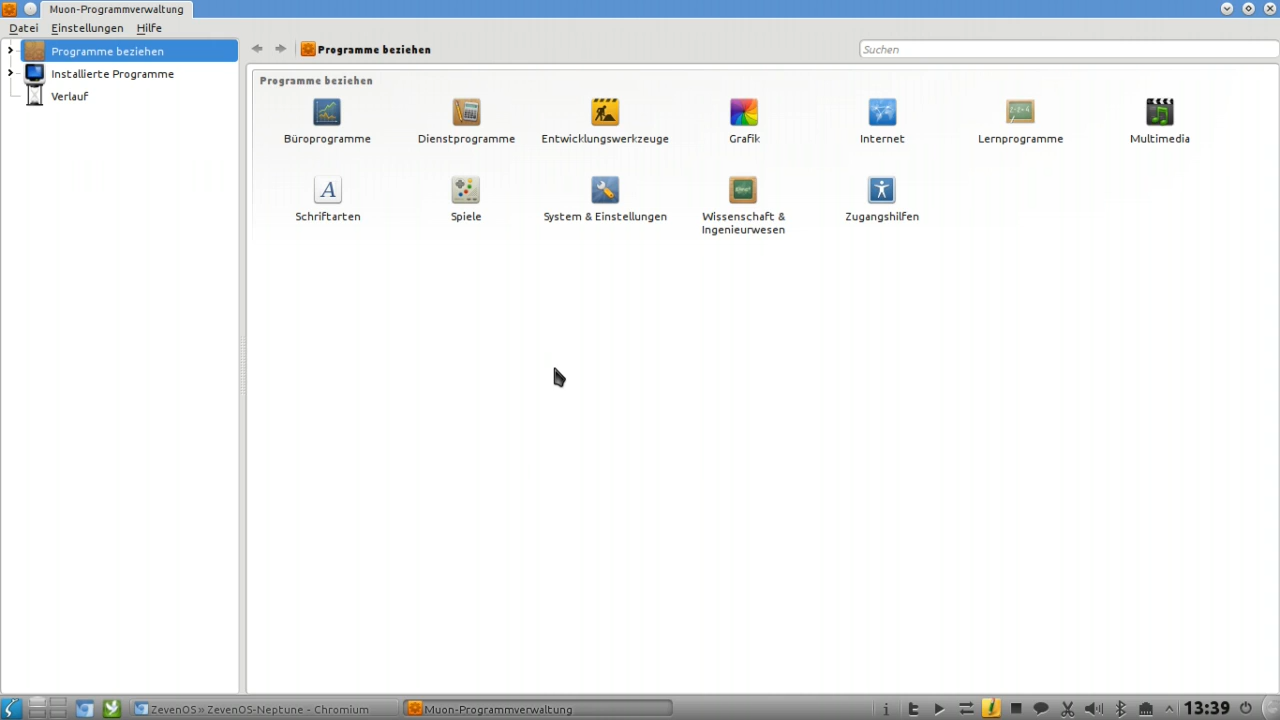 Muon-Programmverwaltung
Datei Einstellungen Hilfe
Programme beziehen
Installierte Programme
Verlauf
Programme beziehen
Suchen
Programme beziehen
Büroprogramme
Dienstprogramme
Entwicklungswerkzeuge
Grafik
Internet
Lernprogramme
Multimedia
Schriftarten
Spiele
System & Einstellungen
Wissenschaft &
Ingenieurwesen
Zugangshilfen
ZevenOS » ZevenOS-Neptune - Chromium
Muon-Programmverwaltung
13:39